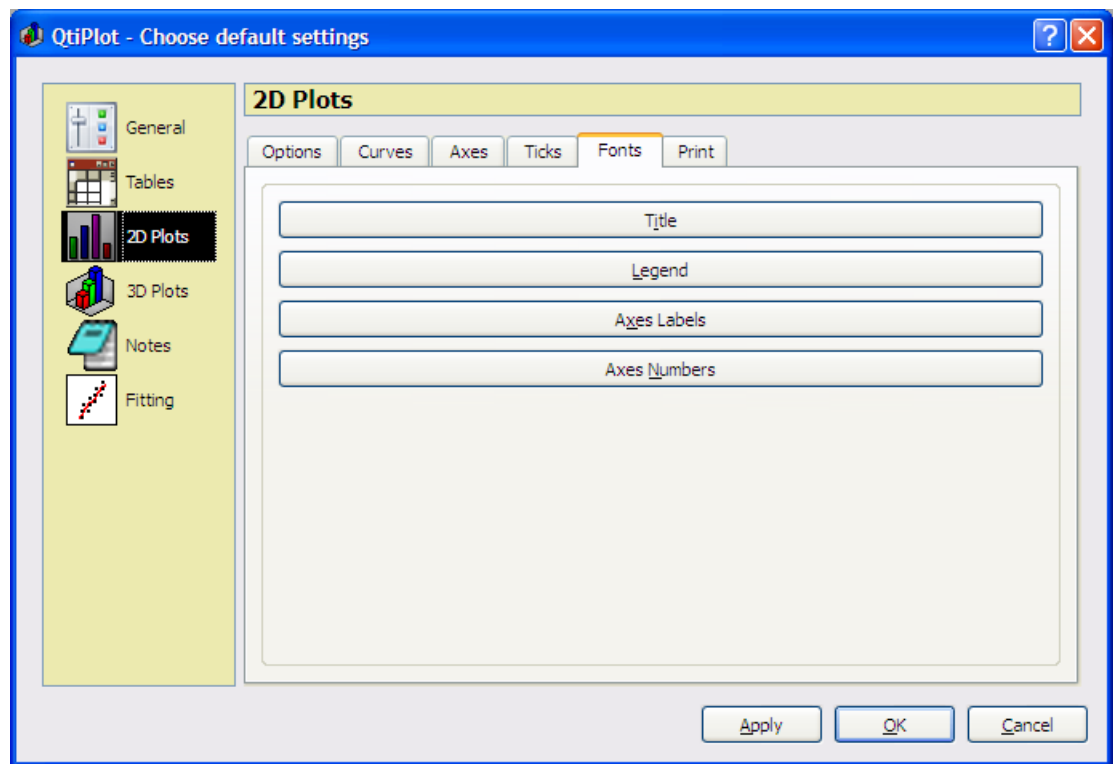 QtiPlot - Choose default settings
General
Tables
2D Plots
3D Plots
Notes
Fitting
2D Plots
Options Curves Axes Ticks Fonts Print
Title
Legend
Axes Labels
Axes Numbers
Apply OK Cancel